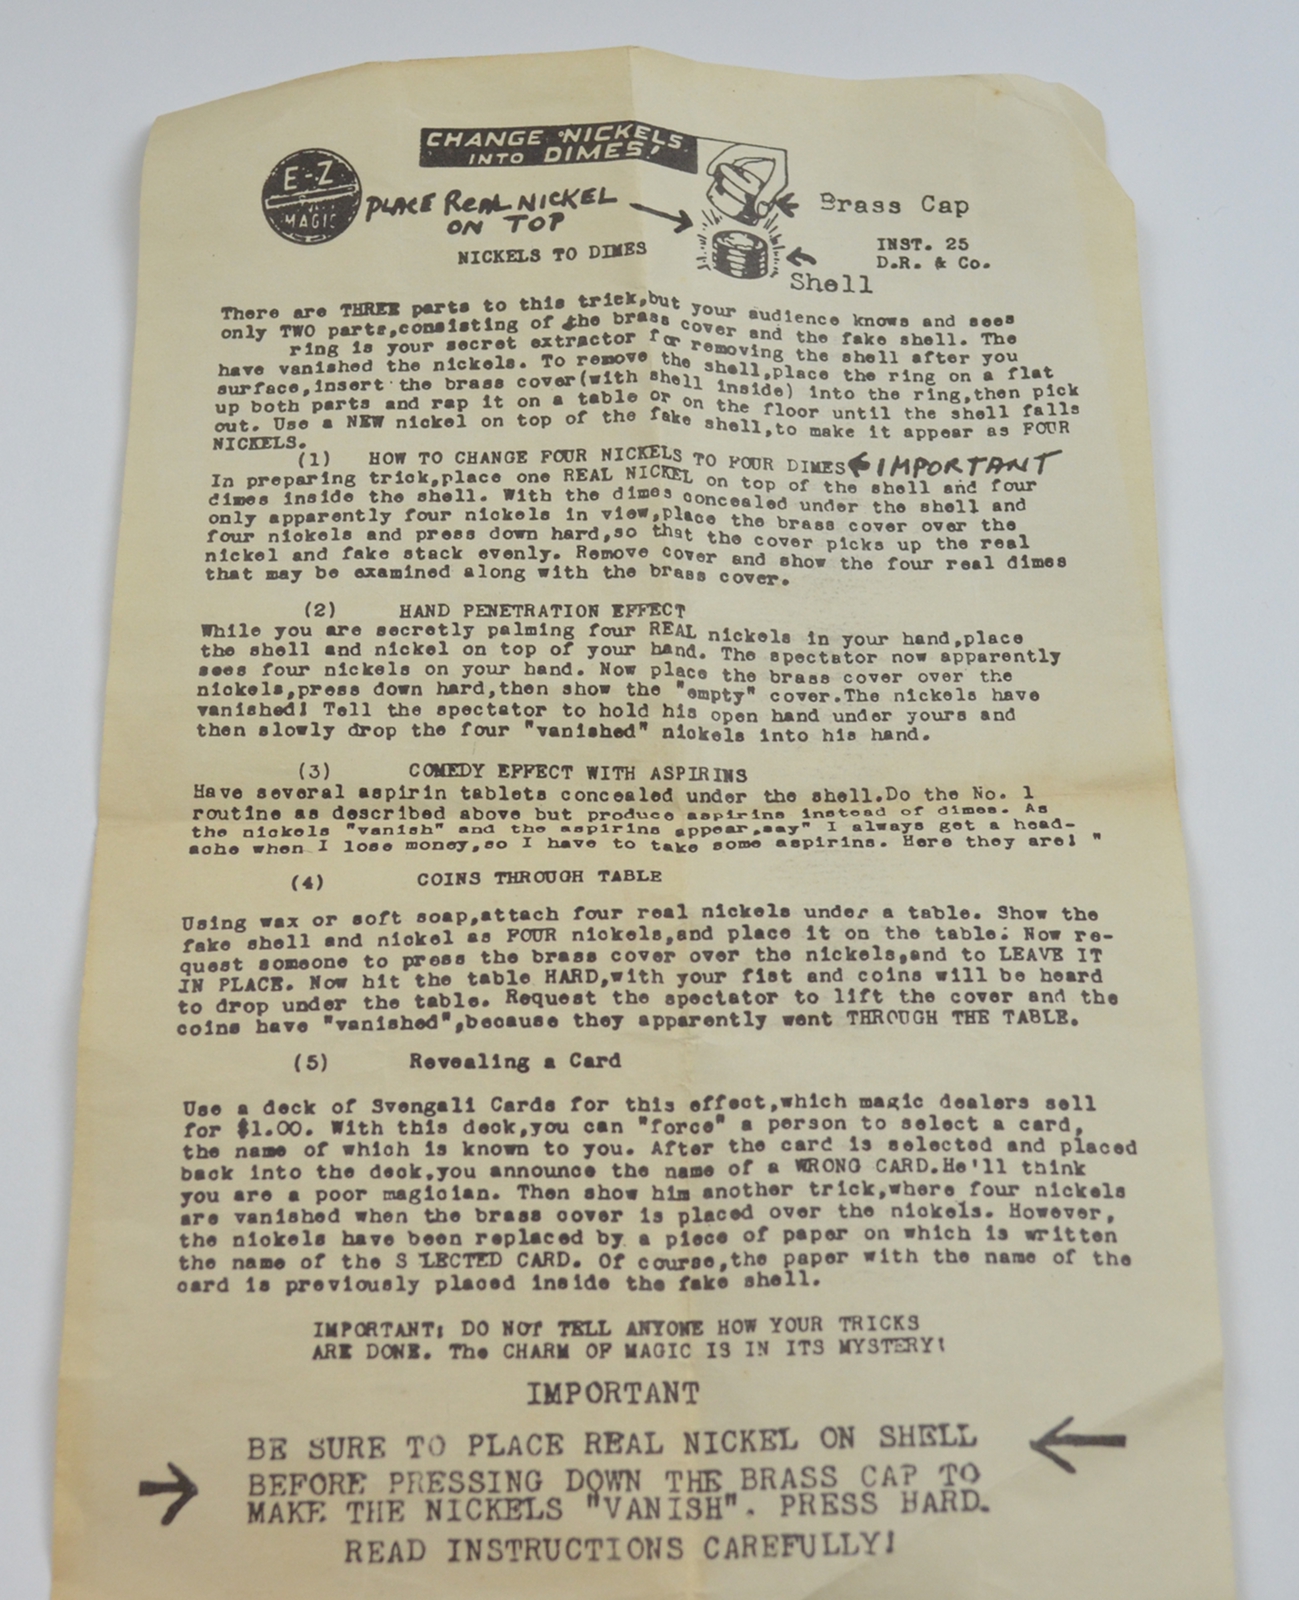 CHANGE NICKELS
INTO DIMES!
E-Z
MAGIC
PLACE REAL NICKEL
ON TOP
Brass Cap
NICKELS TO DIMES
INST. 25
D.R. & Co.
Shell
There are THREE parts to this trick,but your audience knows and sees
only TWO parts,consisting of the brass cover and the fake shell. The
ring is your secret extractor for removing the shell after you
have vanished the nickels. To remove the shell,place the ring on a flat
surface,insert the brass cover(with shell inside) into the ring,then pick
up both parts and rap it on a table or on the floor until the shell falls
out. Use a NEW nickel on top of the fake shell,to make it appear as FOUR
NICKELS.
(1) HOW TO CHANGE FOUR NICKELS TO FOUR DIMES IMPORTANT
In preparing trick,place one REAL NICKEL on top of the shell and four
dimes inside the shell. With the dimes concealed under the shell and
only apparently four nickels in view,place the brass cover over the
four nickels and press down hard,so that the cover picks up the real
nickel and fake stack evenly. Remove cover and show the four real dimes
that may be examined along with the brass cover.
(2) HAND PENETRATION EFFECT
While you are secretly palming four REAL nickels in your hand,place
the shell and nickel on top of your hand. The spectator now apparently
sees four nickels on your hand. Now place the brass cover over the
nickels,press down hard,then show the "empty" cover.The nickels have
vanished! Tell the spectator to hold his open hand under yours and
then slowly drop the four "vanished" nickels into his hand.
(3) COMEDY EFFECT WITH ASPIRINS
Have several aspirin tablets concealed under the shell.Do the No. 1
routine as described above but produce aspirins instead of dimes. As
the nickels "vanish" and the aspirins appear,say" I always get a head-
ache when I lose money,so I have to take some aspirins. Here they are! "
(4) COINS THROUGH TABLE
Using wax or soft soap,attach four real nickels under a table. Show the
fake shell and nickel as FOUR nickels,and place it on the table. Now re-
quest someone to press the brass cover over the nickels,and to LEAVE IT
IN PLACE. Now hit the table HARD,with your fist and coins will be heard
to drop under the table. Request the spectator to lift the cover and the
coins have "vanished",because they apparently went THROUGH THE TABLE.
(5) Revealing a Card
Use a deck of Svengali Cards for this effect,which magic dealers sell
for $1.00. With this deck,you can "force" a person to select a card,
the name of which is known to you. After the card is selected and placed
back into the deck,you announce the name of a WRONG CARD.He'll think
you are a poor magician. Then show him another trick,where four nickels
are vanished when the brass cover is placed over the nickels. However,
the nickels have been replaced by a piece of paper on which is written
the name of the S LECTED CARD. Of course,the paper with the name of the
card is previously placed inside the fake shell.
IMPORTANT: DO NOT TELL ANYONE HOW YOUR TRICKS
ARE DONE. The CHARM OF MAGIC IS IN ITS MYSTERY!
IMPORTANT
BE SURE TO PLACE REAL NICKEL ON SHELL
BEFORE PRESSING DOWN THE BRASS CAP TO
MAKE THE NICKELS "VANISH". PRESS HARD.
READ INSTRUCTIONS CAREFULLY!